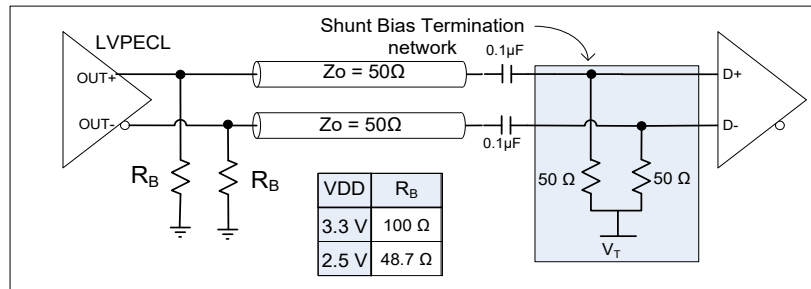 Shunt Bias Termination
network
LVPECL
OUT+
OUT-
Zo = 50Ω
Zo = 50Ω
0.1µF
0.1µF
D+
D-
R_B
R_B
VDD R_B
3.3 V 100 Ω
2.5 V 48.7 Ω
50 Ω
50 Ω
V_T